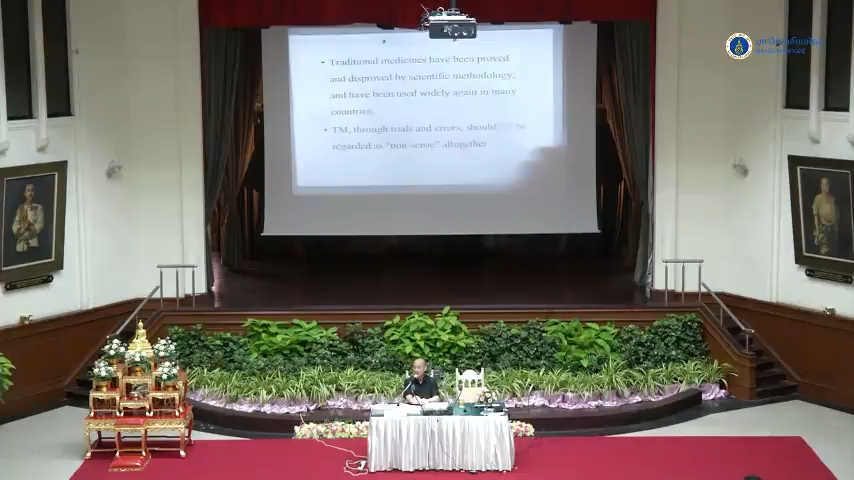 • Traditional medicines have been proved
and disproved by scientific methodology,
and have been used widely again in many
countries.
• TM, through trials and errors, should be
regarded as "non-sense" altogether